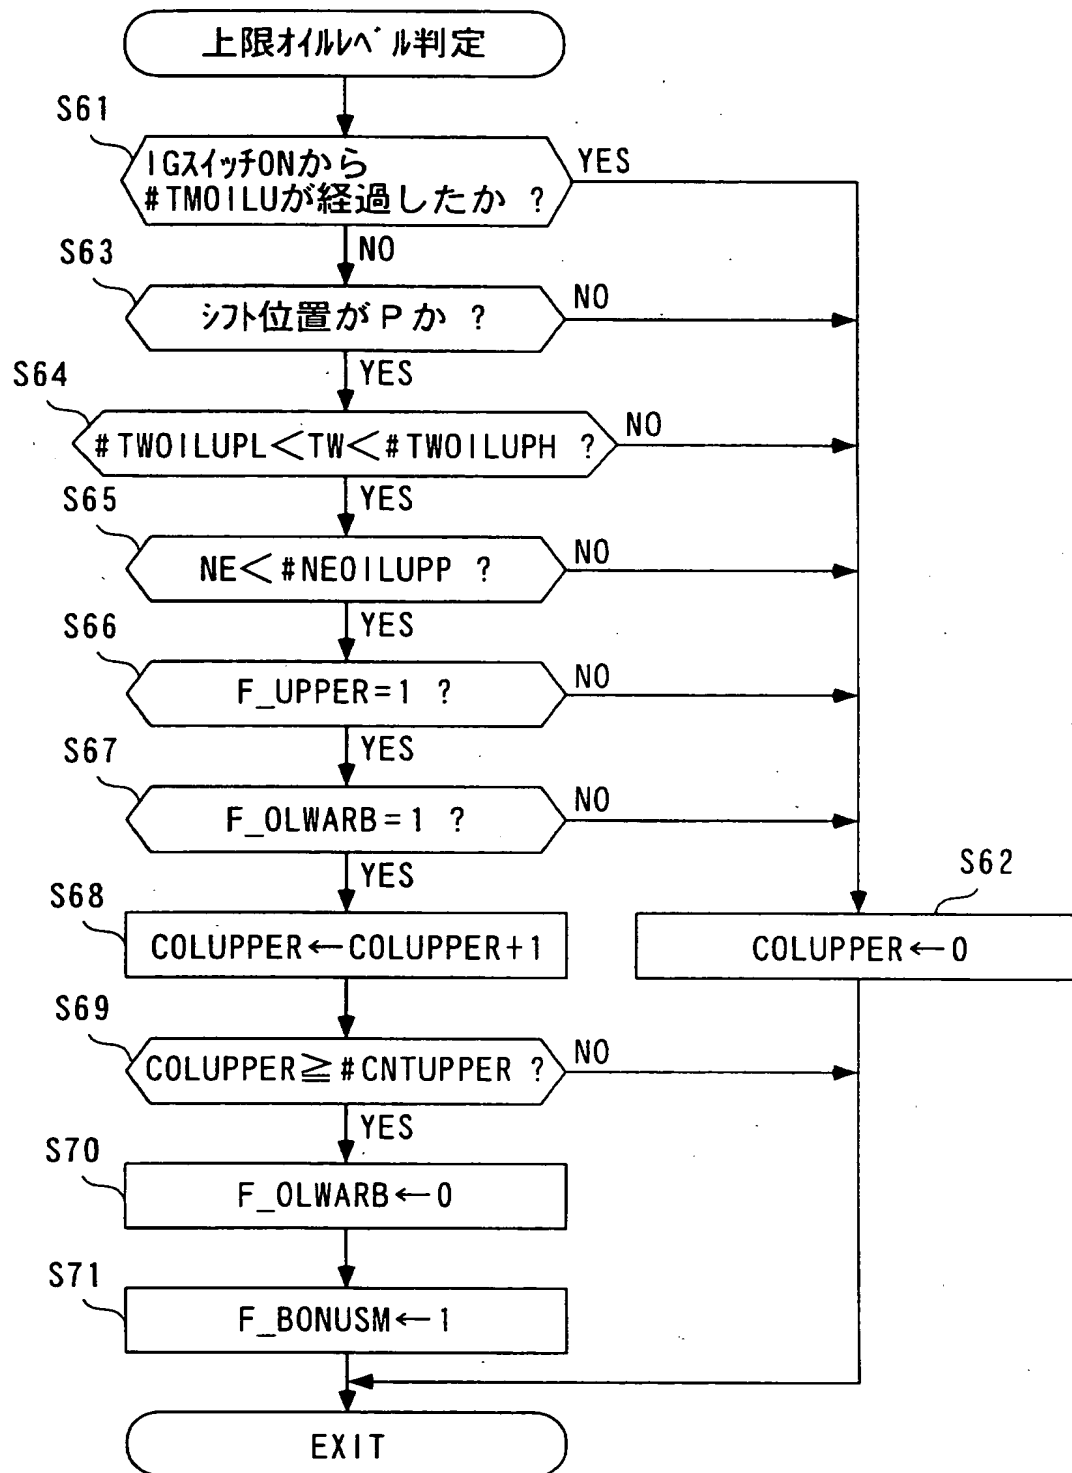 上限オイルレベル判定
S61
IGスイッチONから
#TMOILUが経過したか ?
YES
NO
S63
シフト位置がPか ?
NO
YES
S64
#TWOILUPL<TW<#TWOILUPH ?
NO
YES
S65
NE<#NEOILUPP ?
NO
YES
S66
F_UPPER=1 ?
NO
YES
S67
F_OLWARB=1 ?
NO
YES
S68
COLUPPER←COLUPPER+1
S62
COLUPPER←0
S69
COLUPPER≧#CNTUPPER ?
NO
YES
S70
F_OLWARB←0
S71
F_BONUSM←1
EXIT